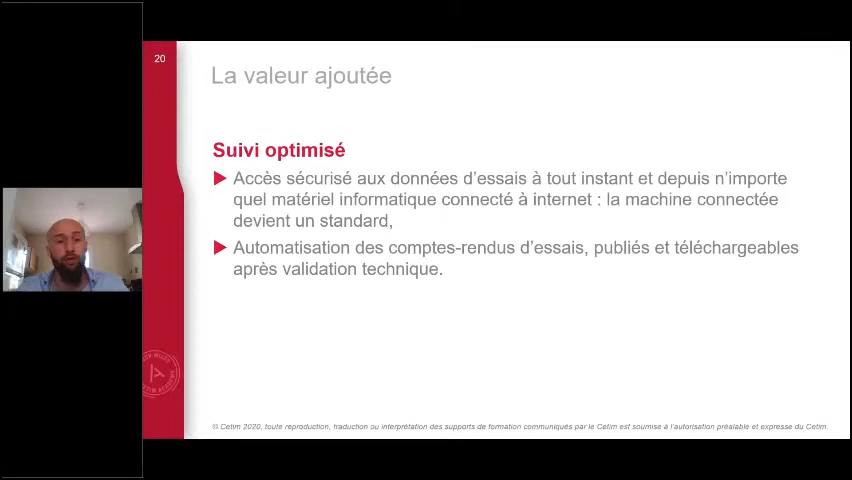 20
La valeur ajoutée
Suivi optimisé
Accès sécurisé aux données d'essais à tout instant et depuis n'importe
quel matériel informatique connecté à internet : la machine connectée
devient un standard,
Automatisation des comptes-rendus d'essais, publiés et téléchargeables
après validation technique.
© Cetim 2020, toute reproduction, traduction ou interprétation des supports de formation communiqués par le Cetim est soumise à l'autorisation préalable et expresse du Cetim.